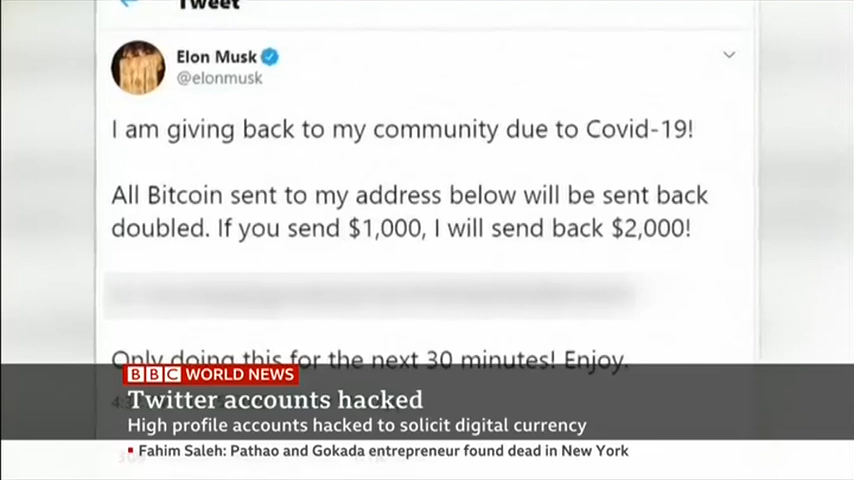 Tweet
Elon Musk
@elonmusk
I am giving back to my community due to Covid-19!
All Bitcoin sent to my address below will be sent back
doubled. If you send $1,000, I will send back $2,000!
Only doing this for the next 30 minutes! Enjoy.
BBC WORLD NEWS
Twitter accounts hacked
High profile accounts hacked to solicit digital currency
Fahim Saleh: Pathao and Gokada entrepreneur found dead in New York